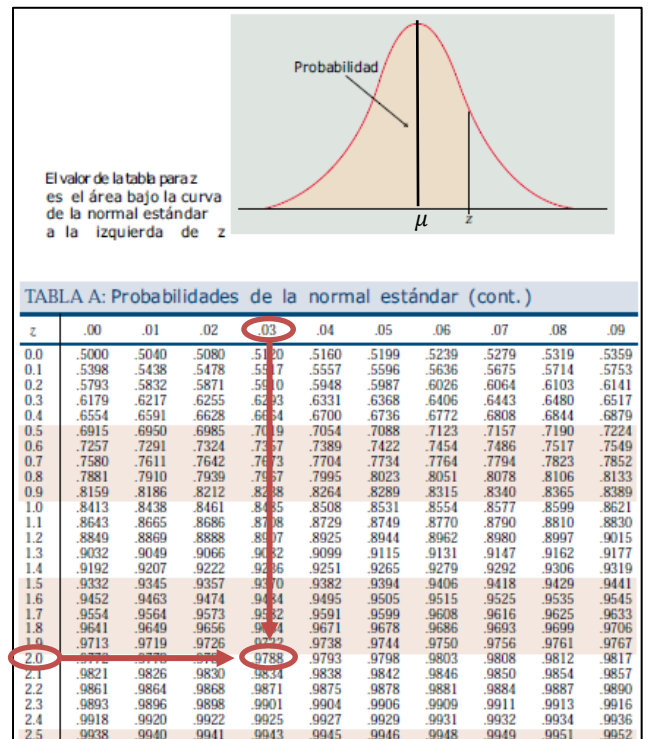 Probabilidad
El valor de la tabla para z
es el área bajo la curva
de la normal estándar
a la izquierda de z
μ z
TABLA A: Probabilidades de la normal estándar (cont.)
z .00 .01 .02 .03 .04 .05 .06 .07 .08 .09
0.0 .5000 .5040 .5080 .5160 .5199 .5239 .5279 .5319 .5359
0.1 .5398 .5438 .5478 .5557 .5596 .5636 .5675 .5714 .5753
0.2 .5793 .5832 .5871 .5948 .5987 .6026 .6064 .6103 .6141
0.3 .6179 .6217 .6255 .6331 .6368 .6406 .6443 .6480 .6517
0.4 .6554 .6591 .6628 .6700 .6736 .6772 .6808 .6844 .6879
0.5 .6915 .6950 .6985 .7054 .7088 .7123 .7157 .7190 .7224
0.6 .7257 .7291 .7324 .7389 .7422 .7454 .7486 .7517 .7549
0.7 .7580 .7611 .7642 .7704 .7734 .7764 .7794 .7823 .7852
0.8 .7881 .7910 .7939 .7995 .8023 .8051 .8078 .8106 .8133
0.9 .8159 .8186 .8212 .8264 .8289 .8315 .8340 .8365 .8389
1.0 .8413 .8438 .8461 .8508 .8531 .8554 .8577 .8599 .8621
1.1 .8643 .8665 .8686 .8729 .8749 .8770 .8790 .8810 .8830
1.2 .8849 .8869 .8888 .8925 .8944 .8962 .8980 .8997 .9015
1.3 .9032 .9049 .9066 .9099 .9115 .9131 .9147 .9162 .9177
1.4 .9192 .9207 .9222 .9251 .9265 .9279 .9292 .9306 .9319
1.5 .9332 .9345 .9357 .9382 .9394 .9406 .9418 .9429 .9441
1.6 .9452 .9463 .9474 .9495 .9505 .9515 .9525 .9535 .9545
1.7 .9554 .9564 .9573 .9591 .9599 .9608 .9616 .9625 .9633
1.8 .9641 .9649 .9656 .9671 .9678 .9686 .9693 .9699 .9706
1.9 .9713 .9719 .9726 .9738 .9744 .9750 .9756 .9761 .9767
2.0 .9788 .9793 .9798 .9803 .9808 .9812 .9817
2.1 .9821 .9826 .9830 .9834 .9838 .9842 .9846 .9850 .9854 .9857
2.2 .9861 .9864 .9868 .9871 .9875 .9878 .9881 .9884 .9887 .9890
2.3 .9893 .9896 .9898 .9901 .9904 .9906 .9909 .9911 .9913 .9916
2.4 .9918 .9920 .9922 .9925 .9927 .9929 .9931 .9932 .9934 .9936
2.5 .9938 .9940 .9941 .9943 .9945 .9946 .9948 .9949 .9951 .9952